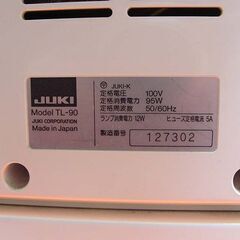 JUKI
Model TL-90
JUKI CORPORATION
Made in Japan
JUKI-K
定格電圧 100V
定格消費電力 95W
定格周波数 50/60Hz
ランプ消費電力 12W ヒューズ定格電流 5A
製造番号 127302